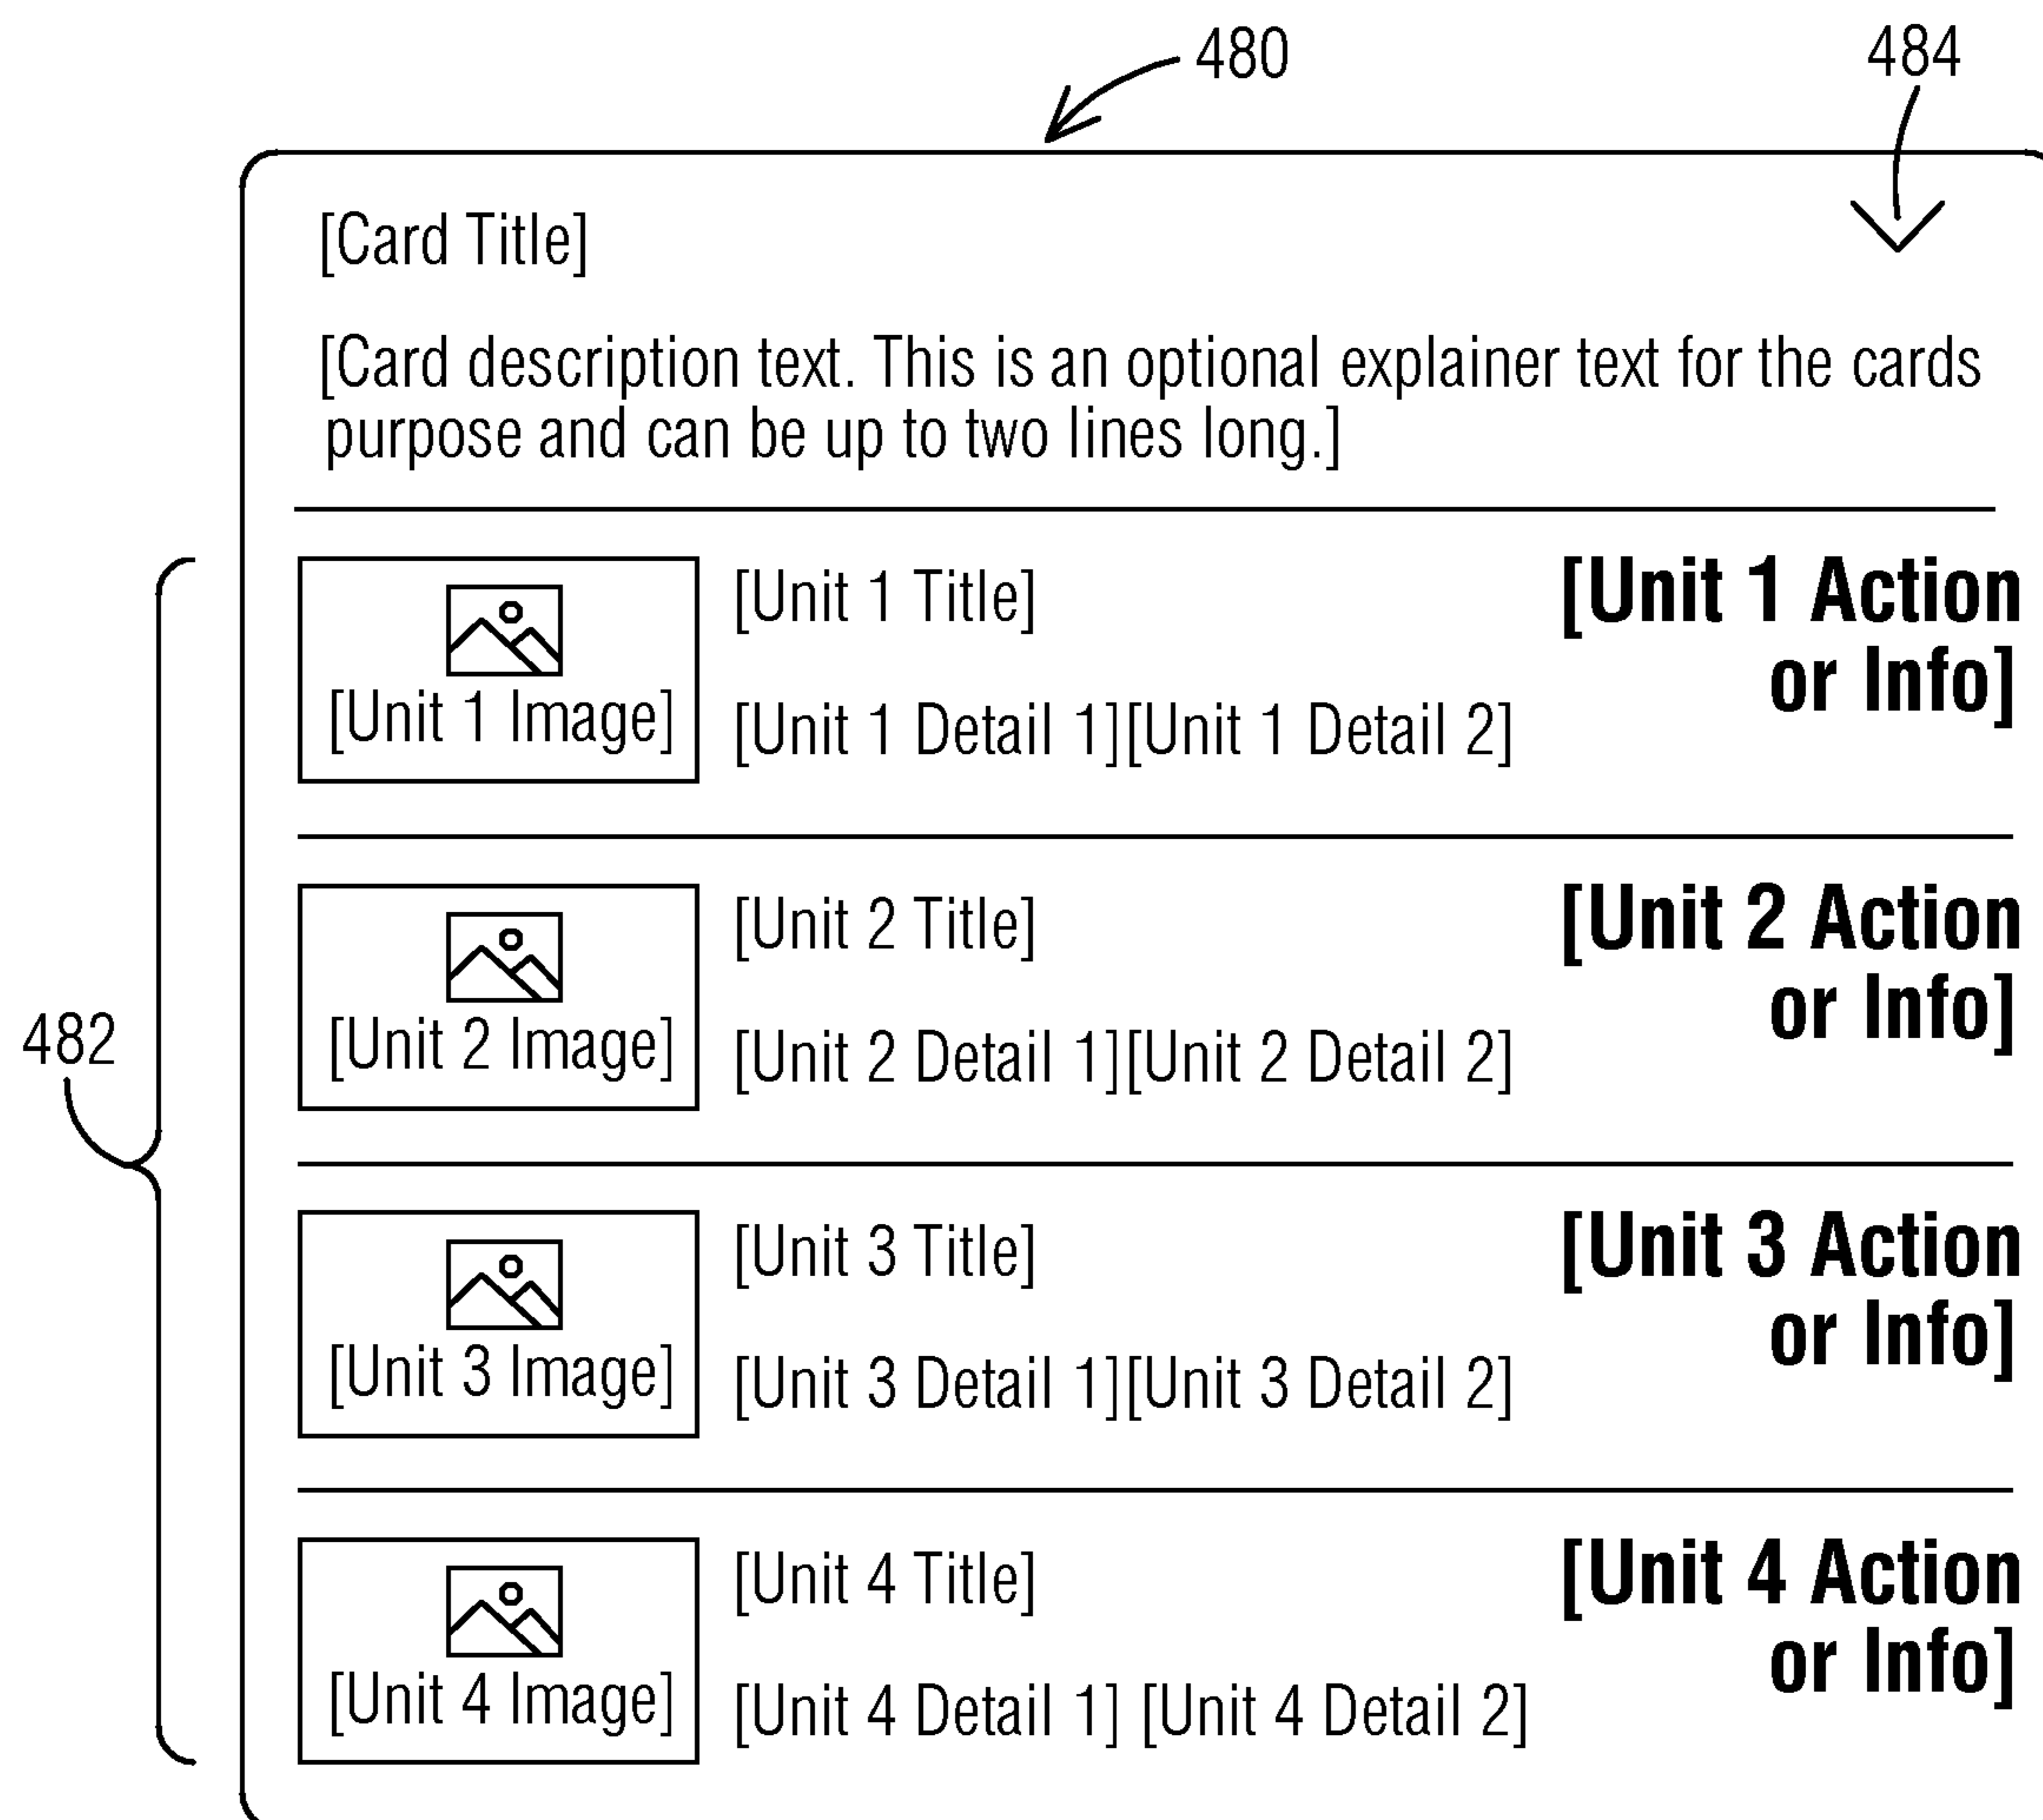 480
484
[Card Title]
[Card description text. This is an optional explainer text for the cards
purpose and can be up to two lines long.]
[Unit 1 Image]
[Unit 1 Title]
[Unit 1 Detail 1][Unit 1 Detail 2]
[Unit 1 Action
or Info]
482
[Unit 2 Image]
[Unit 2 Title]
[Unit 2 Detail 1][Unit 2 Detail 2]
[Unit 2 Action
or Info]
[Unit 3 Image]
[Unit 3 Title]
[Unit 3 Detail 1][Unit 3 Detail 2]
[Unit 3 Action
or Info]
[Unit 4 Image]
[Unit 4 Title]
[Unit 4 Detail 1] [Unit 4 Detail 2]
[Unit 4 Action
or Info]